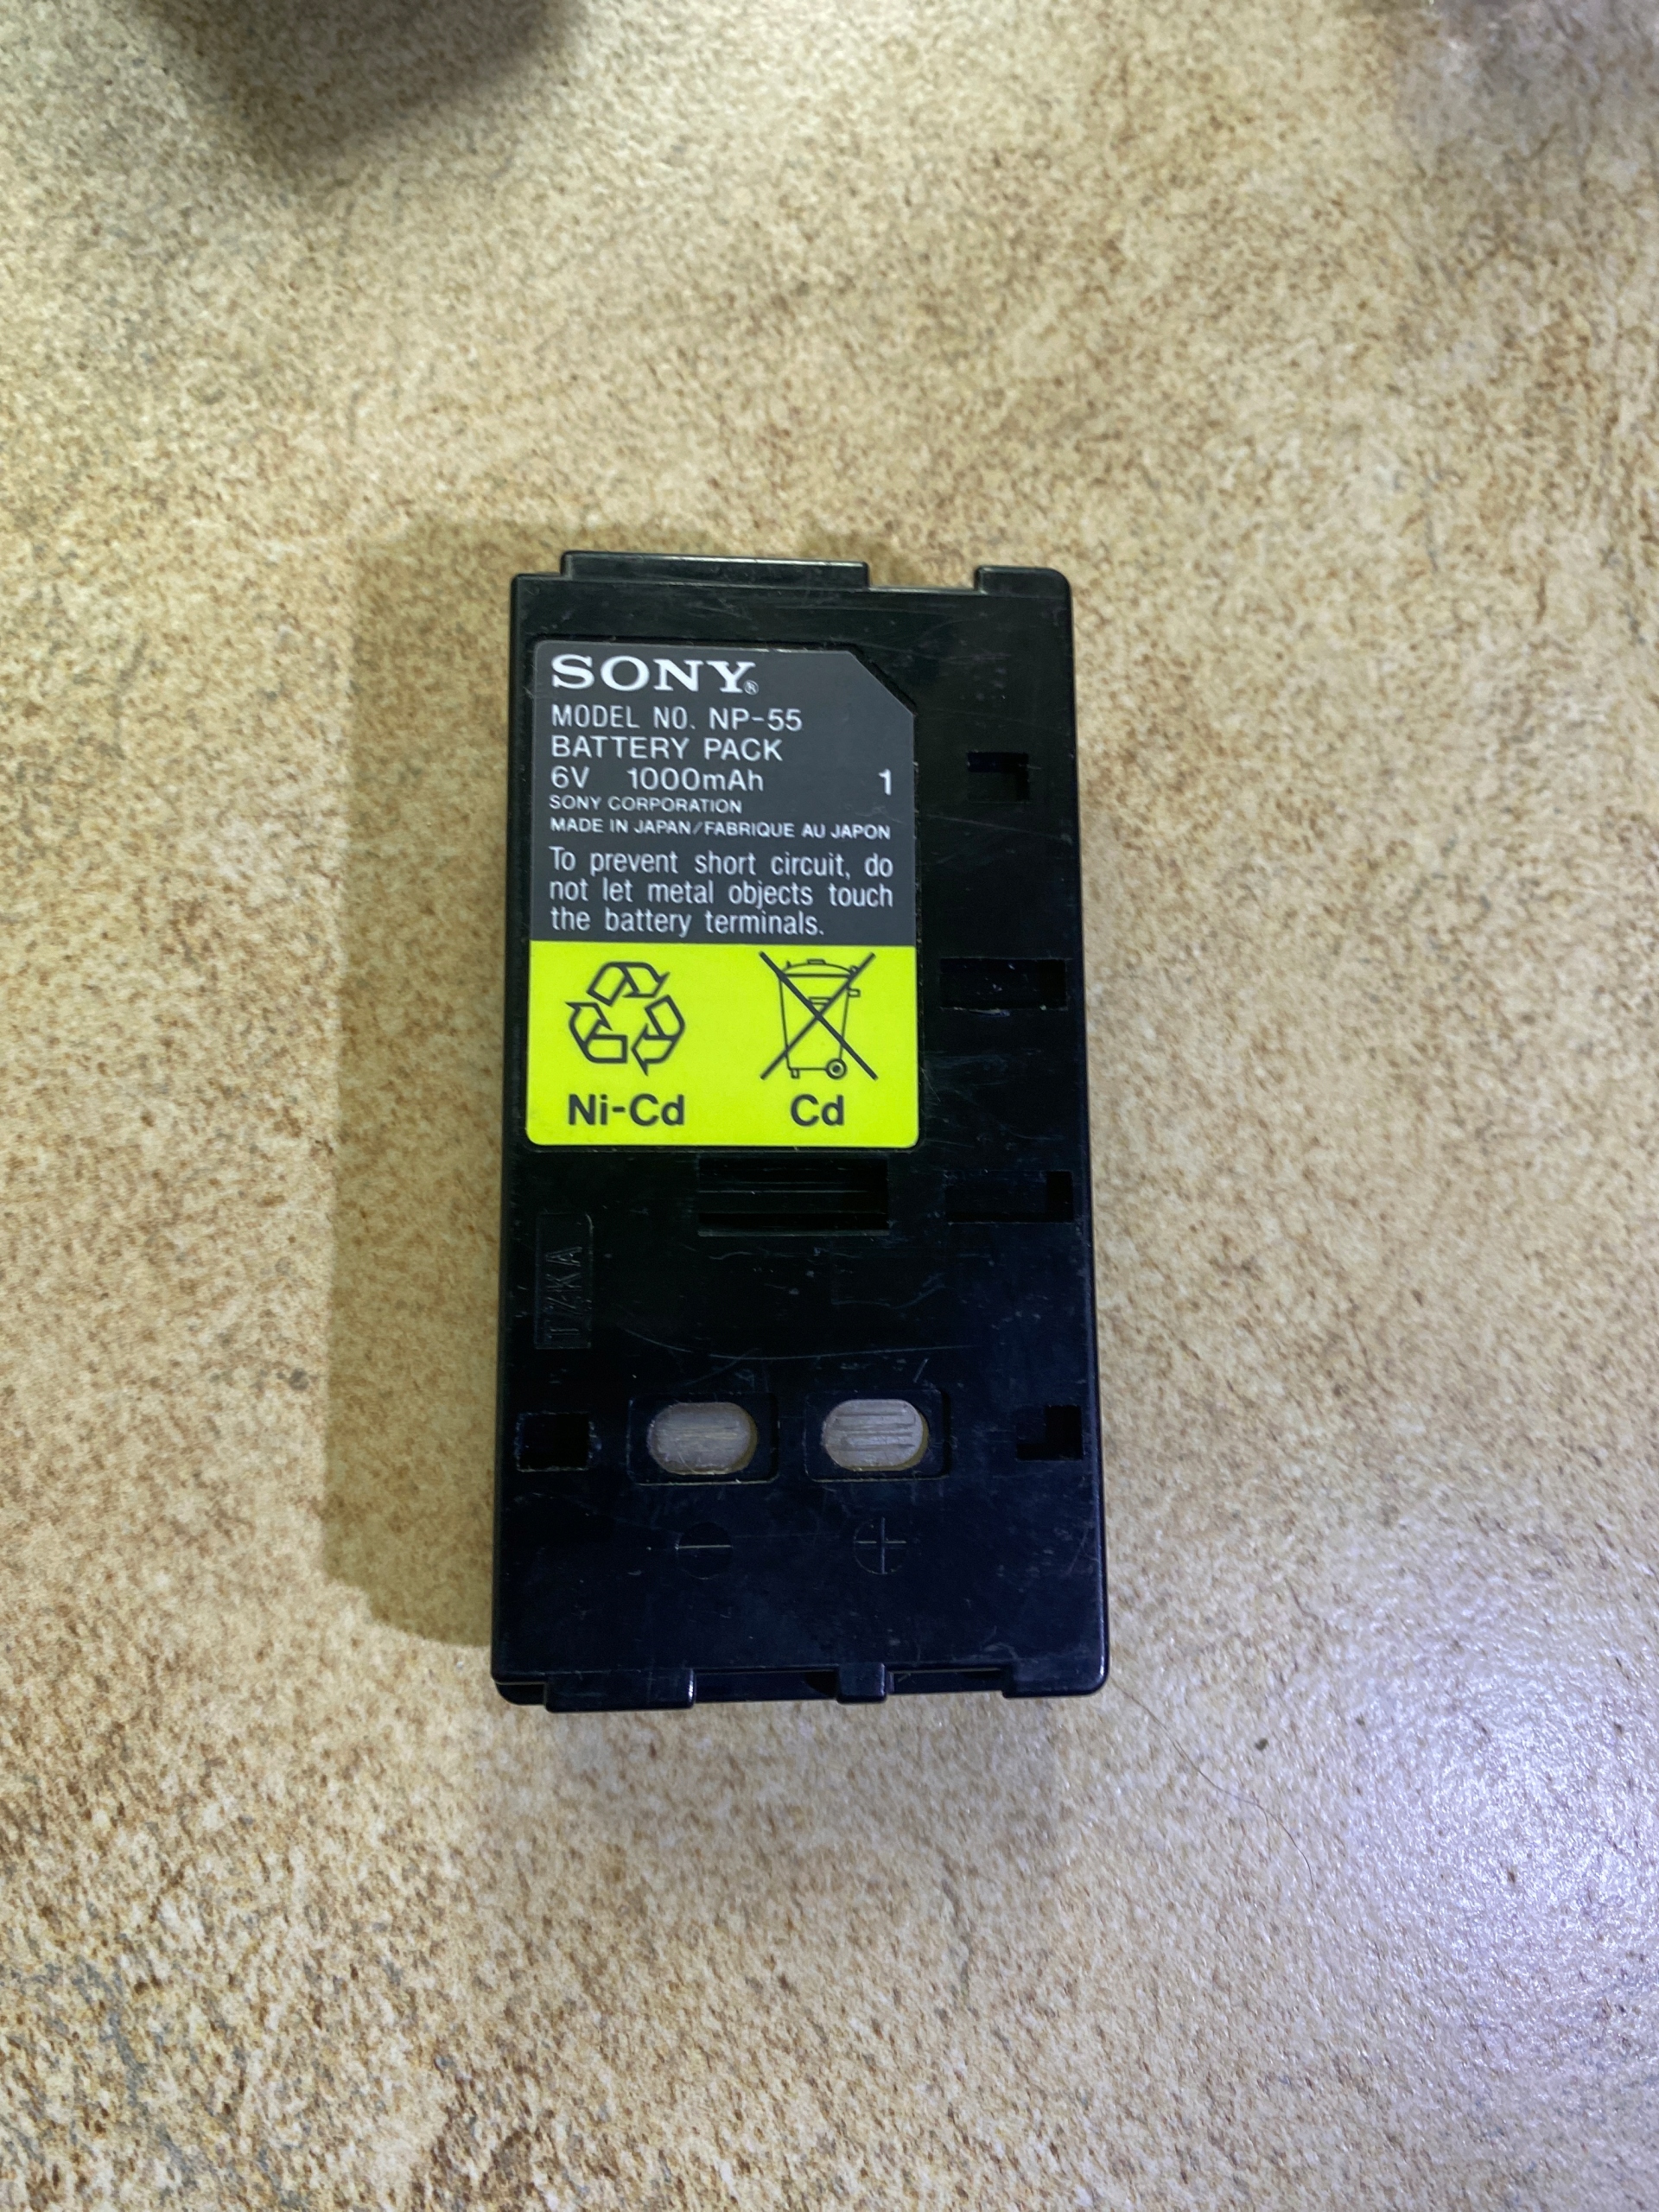 SONY®
MODEL NO. NP-55
BATTERY PACK
6V 1000mAh 1
SONY CORPORATION
MADE IN JAPAN/FABRIQUE AU JAPON
To prevent short circuit, do
not let metal objects touch
the battery terminals.
Ni-Cd Cd
- +